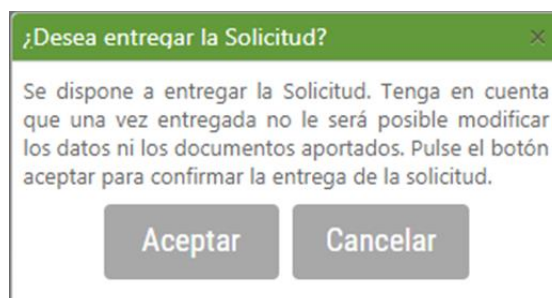 ¿Desea entregar la Solicitud?
Se dispone a entregar la Solicitud. Tenga en cuenta
que una vez entregada no le será posible modificar
los datos ni los documentos aportados. Pulse el botón
aceptar para confirmar la entrega de la solicitud.
Aceptar Cancelar